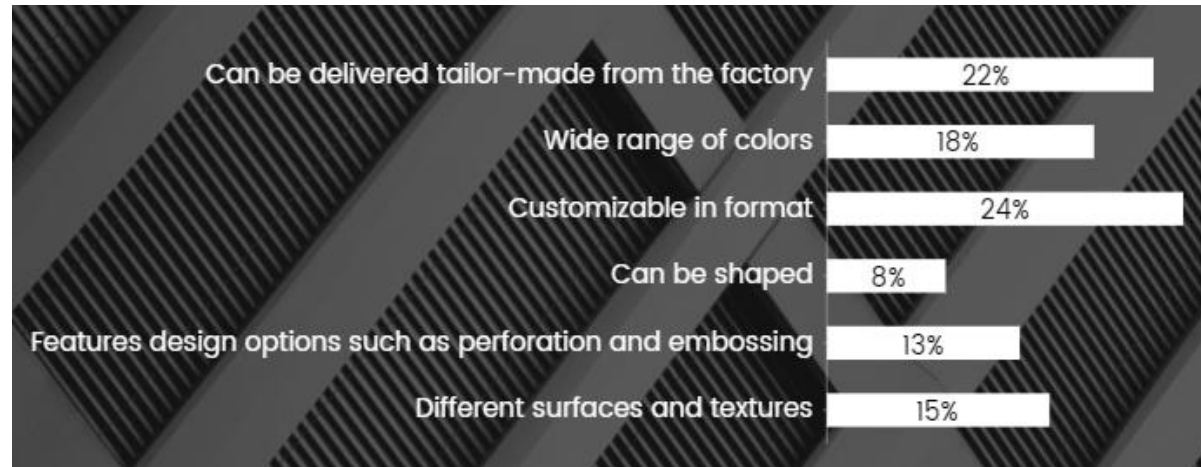 Can be delivered tailor-made from the factory 22%
Wide range of colors 18%
Customizable in format 24%
Can be shaped 8%
Features design options such as perforation and embossing 13%
Different surfaces and textures 15%